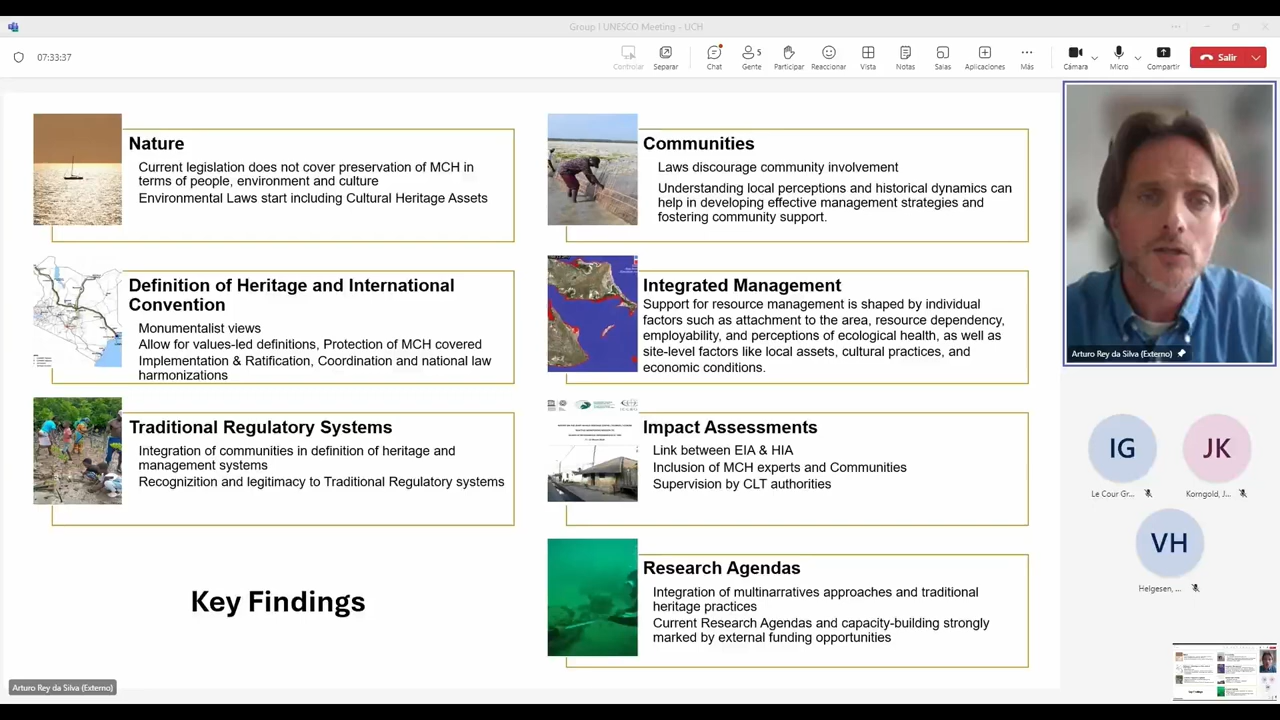 Group I UNESCO Meeting - UCH
07:33:37
Controlar
Separar
Chat
5
Gente
Participar
Reaccionar
Vista
Notas
Salas
Aplicaciones
Más
Cámara
Micro
Compartir
Salir
Nature
Current legislation does not cover preservation of MCH in
terms of people, environment and culture
Environmental Laws start including Cultural Heritage Assets
Definition of Heritage and International
Convention
Monumentalist views
Allow for values-led definitions, Protection of MCH covered
Implementation & Ratification, Coordination and national law
harmonizations
Traditional Regulatory Systems
Integration of communities in definition of heritage and
management systems
Recognizition and legitimacy to Traditional Regulatory systems
Key Findings
Communities
Laws discourage community involvement
Understanding local perceptions and historical dynamics can
help in developing effective management strategies and
fostering community support.
Integrated Management
Support for resource management is shaped by individual
factors such as attachment to the area, resource dependency,
employability, and perceptions of ecological health, as well as
site-level factors like local assets, cultural practices, and
economic conditions.
Impact Assessments
Link between EIA & HIA
Inclusion of MCH experts and Communities
Supervision by CLT authorities
Research Agendas
Integration of multinarratives approaches and traditional
heritage practices
Current Research Agendas and capacity-building strongly
marked by external funding opportunities
Arturo Rey da Silva (Externo)
IG
Le Cour Gr...
JK
Korngold, J...
VH
Helgesen, ...
Arturo Rey da Silva (Externo)